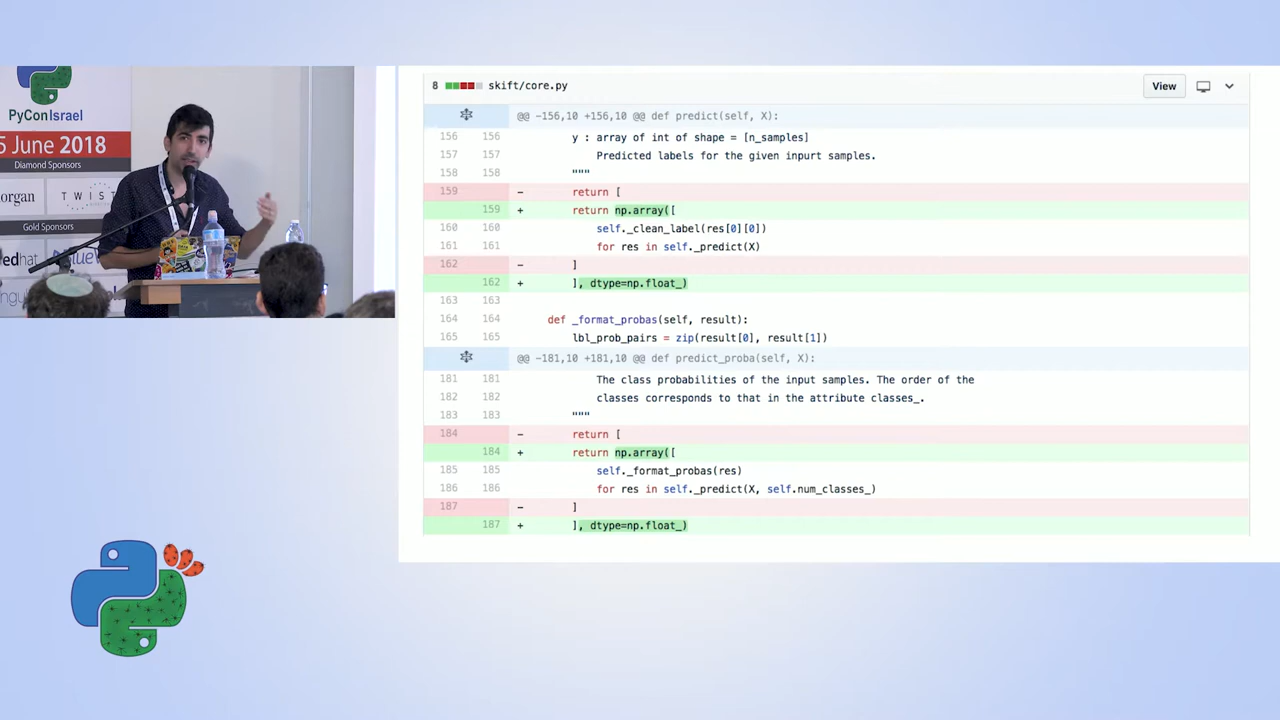 PyConIsrael
5 June 2018
Diamond Sponsors
organ
TWIST
Gold Sponsors
edhat
8 skift/core.py View
@@ -156,10 +156,10 @@ def predict(self, X):
156 156 y : array of int of shape = [n_samples]
157 157 Predicted labels for the given inpurt samples.
158 158 """
159 - return [
159 + return np.array([
160 160 self._clean_label(res[0][0])
161 161 for res in self._predict(X)
162 - ]
162 + ], dtype=np.float_)
163 163
164 164 def _format_probas(self, result):
165 165 lbl_prob_pairs = zip(result[0], result[1])
@@ -181,10 +181,10 @@ def predict_proba(self, X):
181 181 The class probabilities of the input samples. The order of the
182 182 classes corresponds to that in the attribute classes_.
183 183 """
184 - return [
184 + return np.array([
185 185 self._format_probas(res)
186 186 for res in self._predict(X, self.num_classes_)
187 - ]
187 + ], dtype=np.float_)